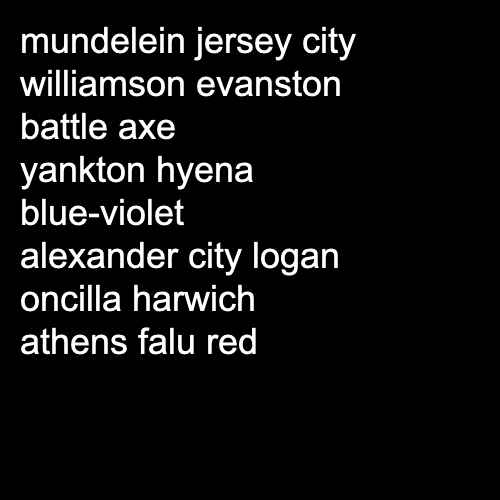 mundelein jersey city
williamson evanston
battle axe
yankton hyena
blue-violet
alexander city logan
oncilla harwich
athens falu red